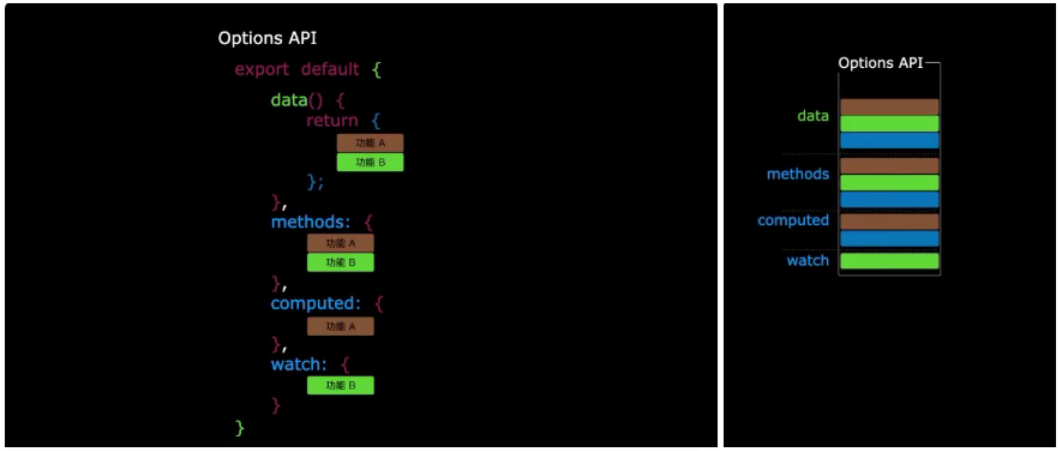 Options API
export default {
data() {
return {
功能 A
功能 B
};
},
methods: {
功能 A
功能 B
},
computed: {
功能 A
},
watch: {
功能 B
}
}
Options API
data
methods
computed
watch